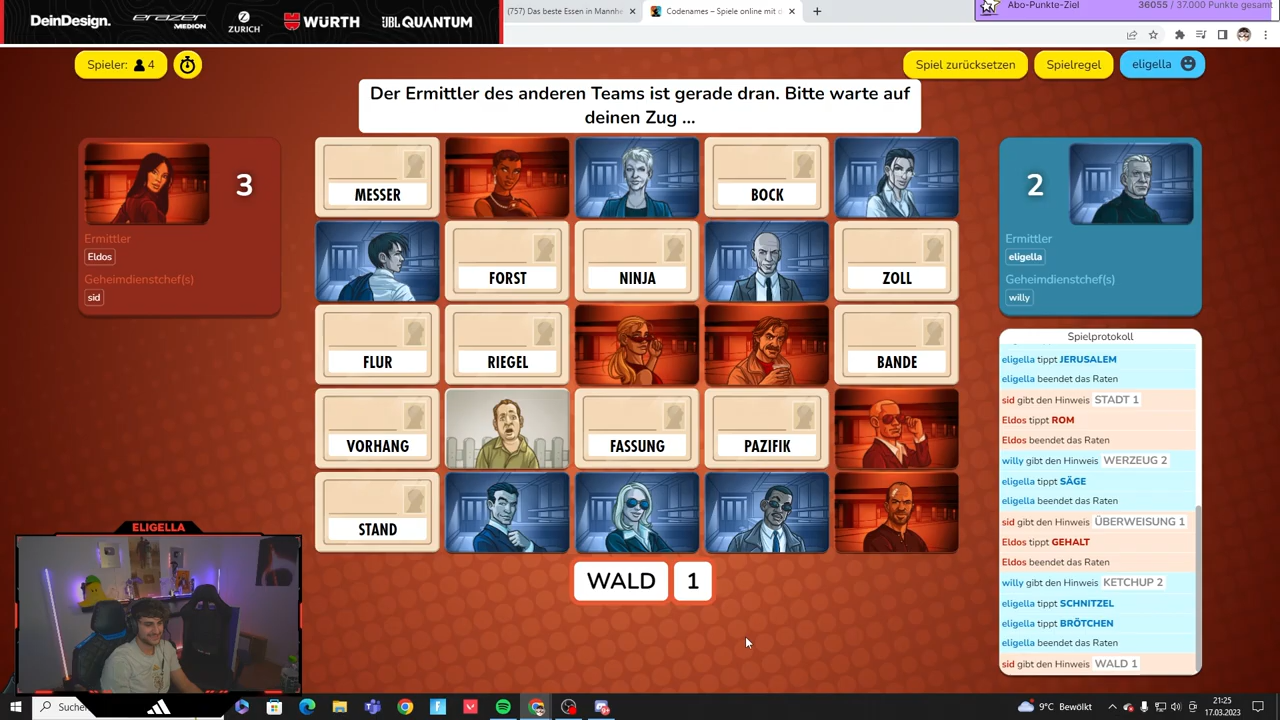 DeinDesign.
erazer
MEDION
ZURICH
WÜRTH
JBL QUANTUM
(757) Das beste Essen in Mannhe
Codenames – Spiele online mit d
Abo-Punkte-Ziel
36055 / 37.000 Punkte gesamt
Spieler: 4
Spiel zurücksetzen
Spielregel
eligella
Der Ermittler des anderen Teams ist gerade dran. Bitte warte auf
deinen Zug ...
3
Ermittler
Eldos
Geheimdienstchef(s)
sid
MESSER
BOCK
FORST
NINJA
ZOLL
FLUR
RIEGEL
BANDE
VORHANG
FASSUNG
PAZIFIK
STAND
WALD 1
2
Ermittler
eligella
Geheimdienstchef(s)
willy
Spielprotokoll
eligella tippt JERUSALEM
eligella beendet das Raten
sid gibt den Hinweis STADT 1
Eldos tippt ROM
Eldos beendet das Raten
willy gibt den Hinweis WERZEUG 2
eligella tippt SÄGE
eligella beendet das Raten
sid gibt den Hinweis ÜBERWEISUNG 1
Eldos tippt GEHALT
Eldos beendet das Raten
willy gibt den Hinweis KETCHUP 2
eligella tippt SCHNITZEL
eligella tippt BRÖTCHEN
eligella beendet das Raten
sid gibt den Hinweis WALD 1
ELIGELLA
Suche
9°C Bewölkt
21:25
17.03.2023